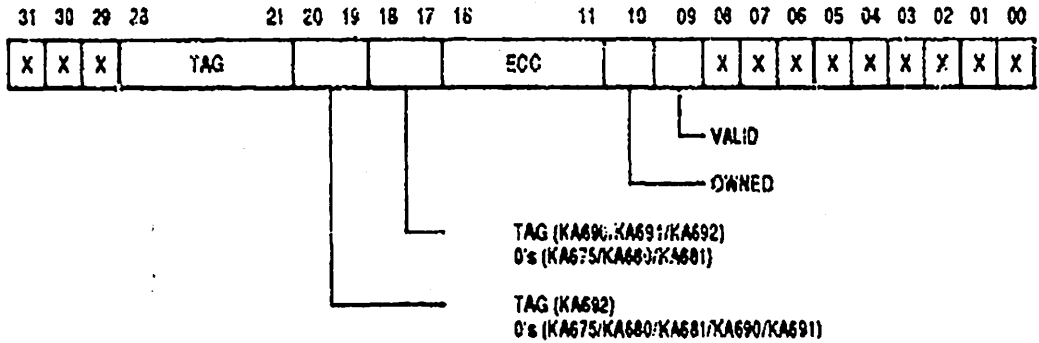 31 30 29 28 21 20 19 18 17 16 11 10 09 08 07 06 05 04 03 02 01 00
X X X TAG ECC X X X X X X X X X
VALID
OWNED
TAG (KA690/KA691/KA692)
0's (KA675/KA680/KA681)
TAG (KA692)
0's (KA675/KA680/KA681/KA690/KA691)